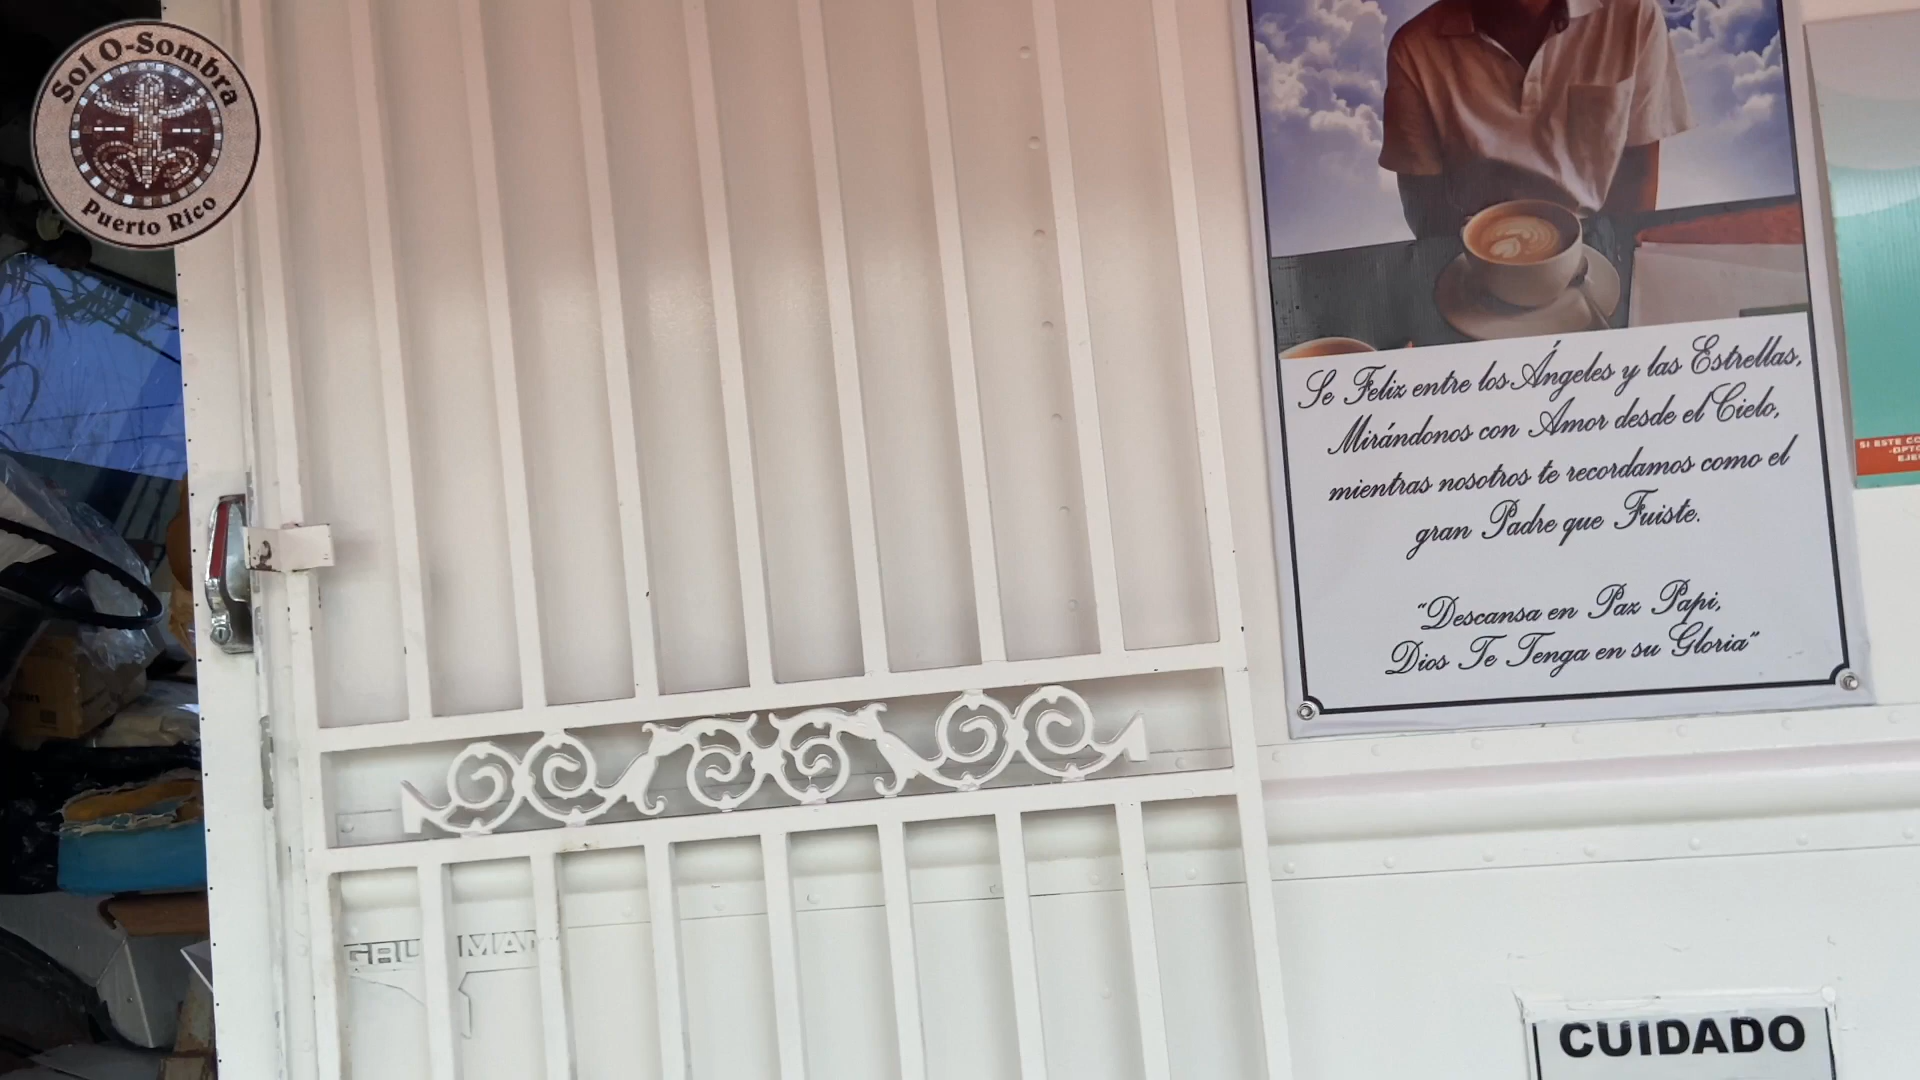 Sol O-Sombra
Puerto Rico
Se Feliz entre los Ángeles y las Estrellas,
Mirándonos con Amor desde el Cielo,
mientras nosotros te recordamos como el
gran Padre que Fuiste.
"Descansa en Paz Papi,
Dios Te Tenga en su Gloria"
SI ESTE
CUIDADO